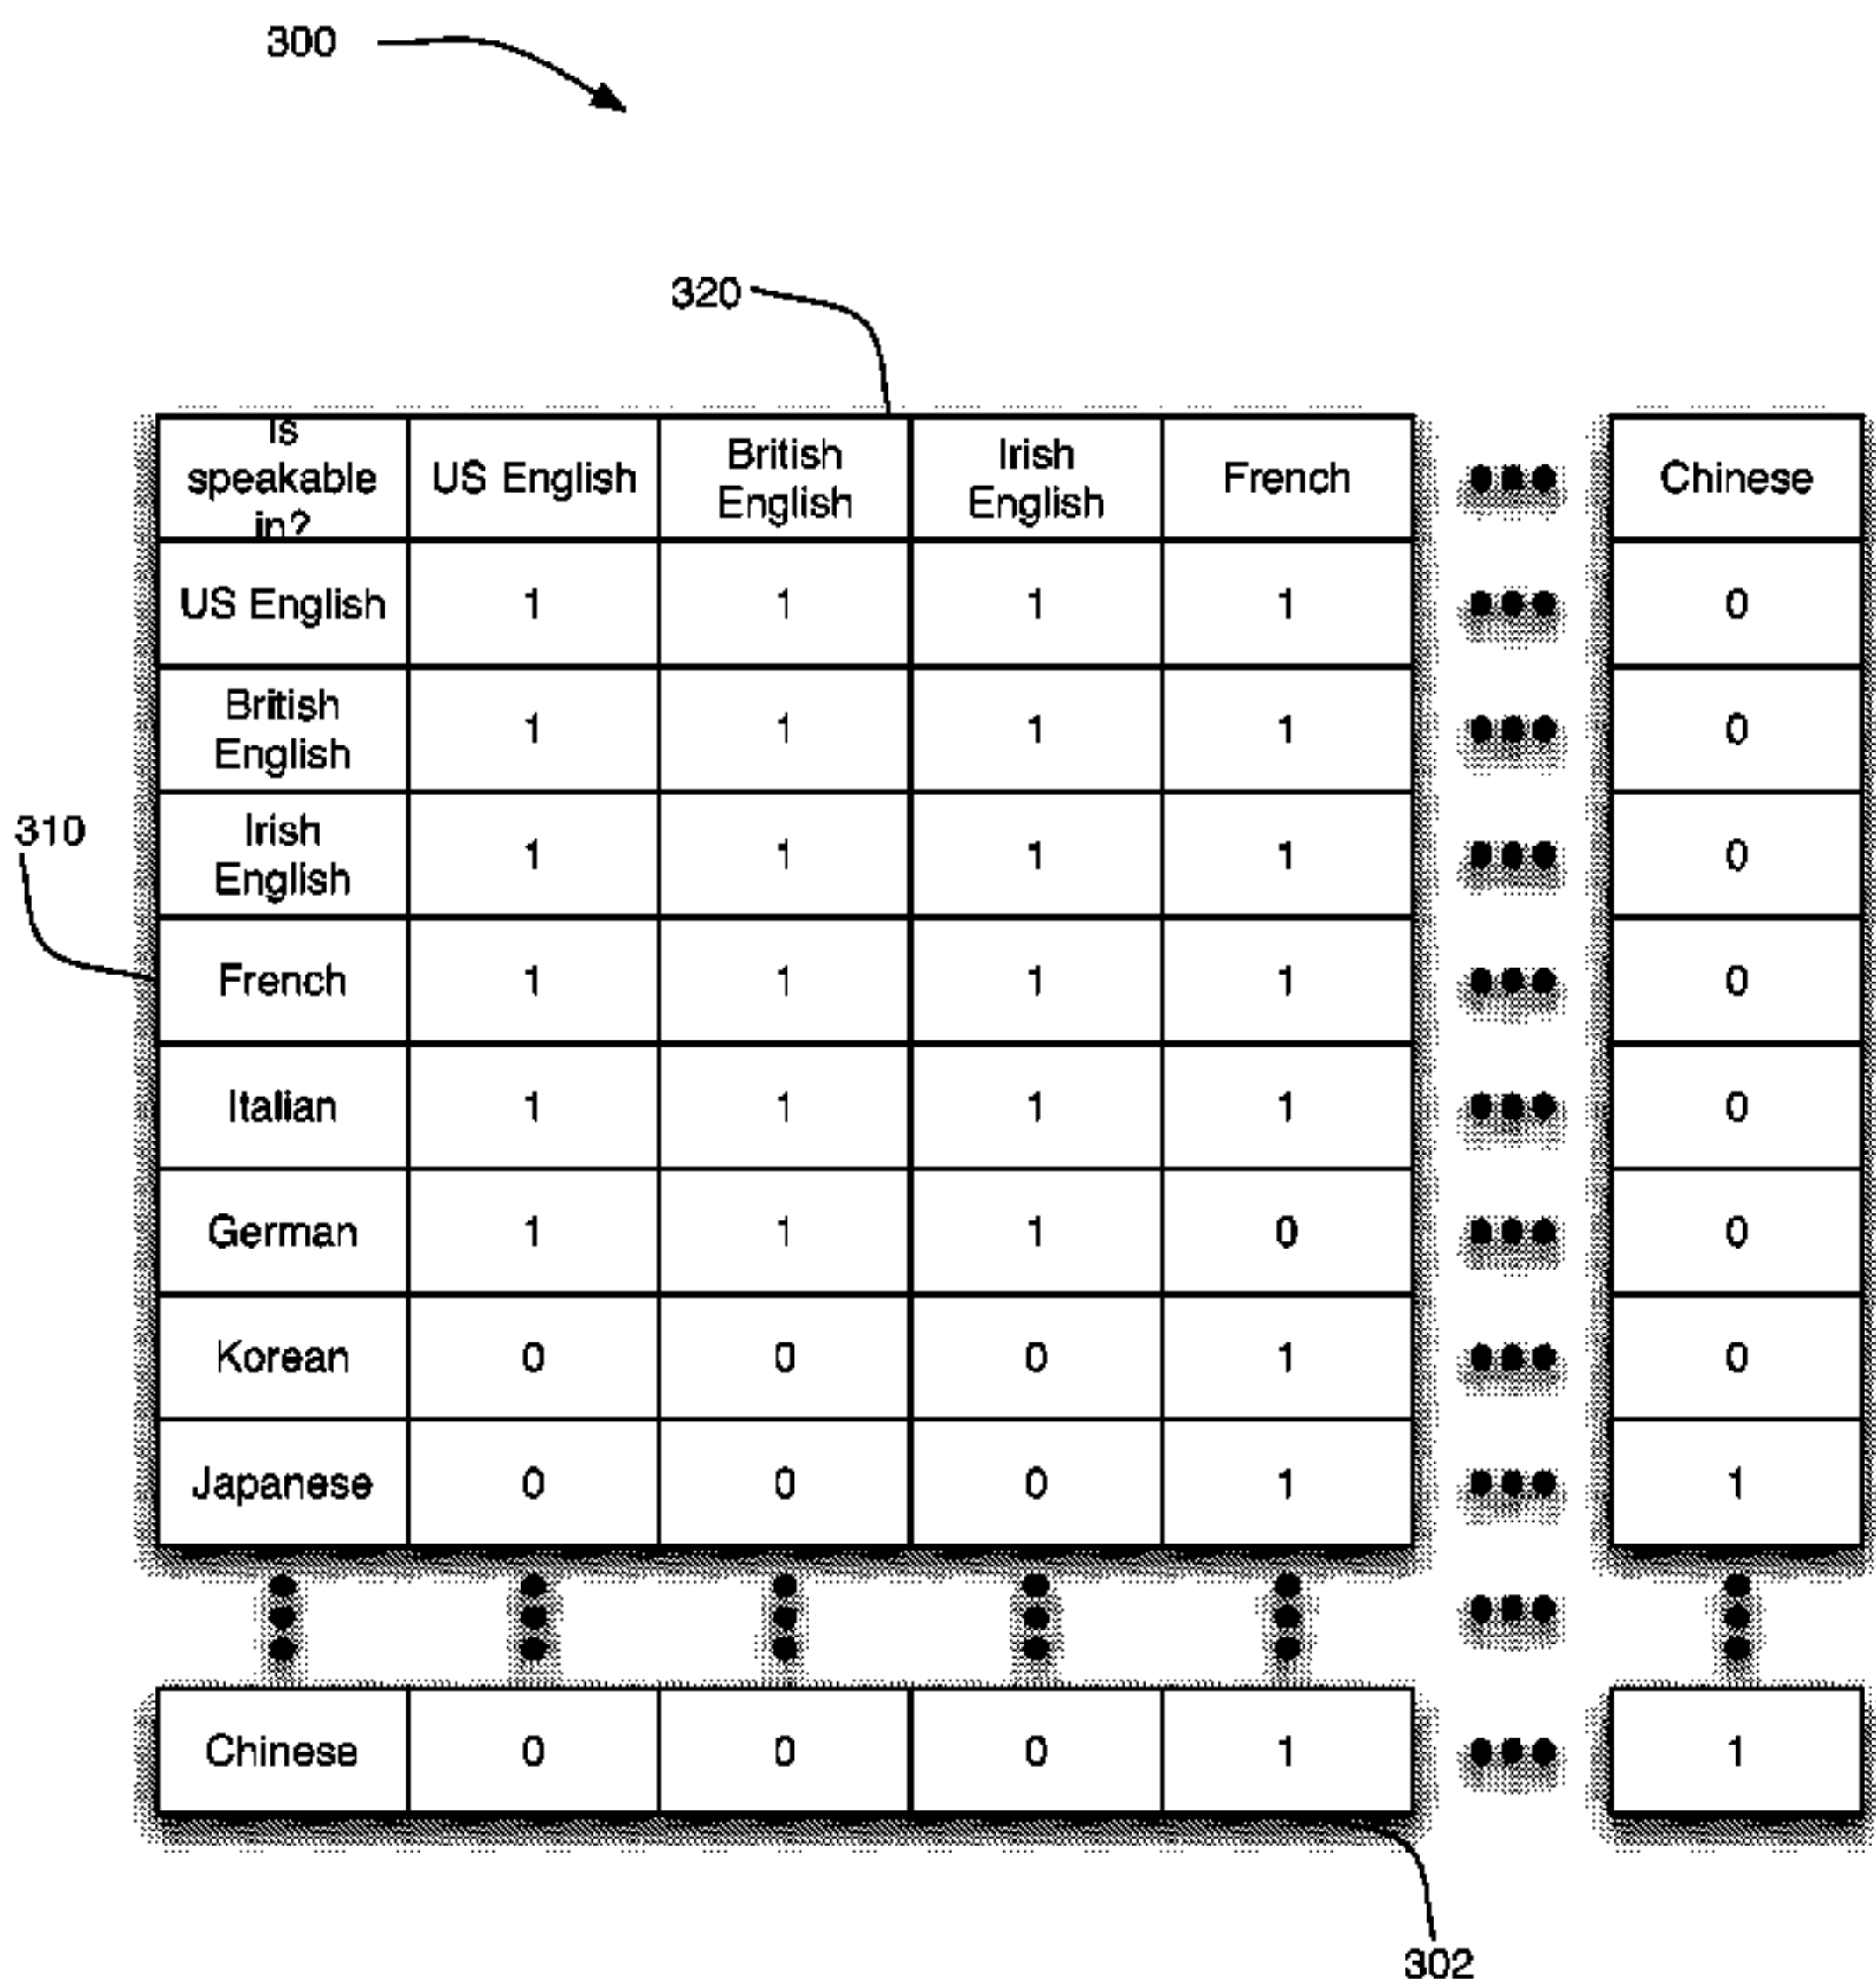 300
320
Is speakable in? US English British English Irish English French Chinese
US English 1 1 1 1 0
British English 1 1 1 1 0
310
Irish English 1 1 1 1 0
French 1 1 1 1 0
Italian 1 1 1 1 0
German 1 1 1 0 0
Korean 0 0 0 1 0
Japanese 0 0 0 1 1
Chinese 0 0 0 1 1
302